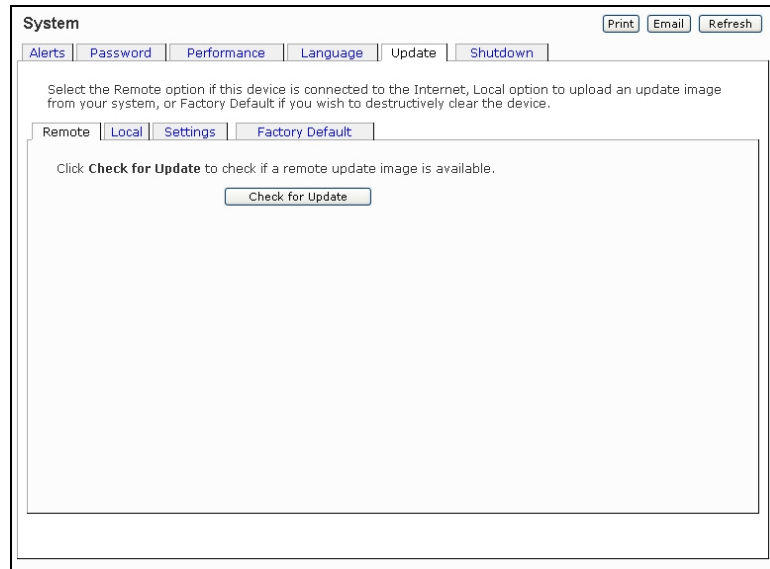 System
Print Email Refresh
Alerts Password Performance Language Update Shutdown
Select the Remote option if this device is connected to the Internet, Local option to upload an update image
from your system, or Factory Default if you wish to destructively clear the device.
Remote Local Settings Factory Default
Click Check for Update to check if a remote update image is available.
Check for Update